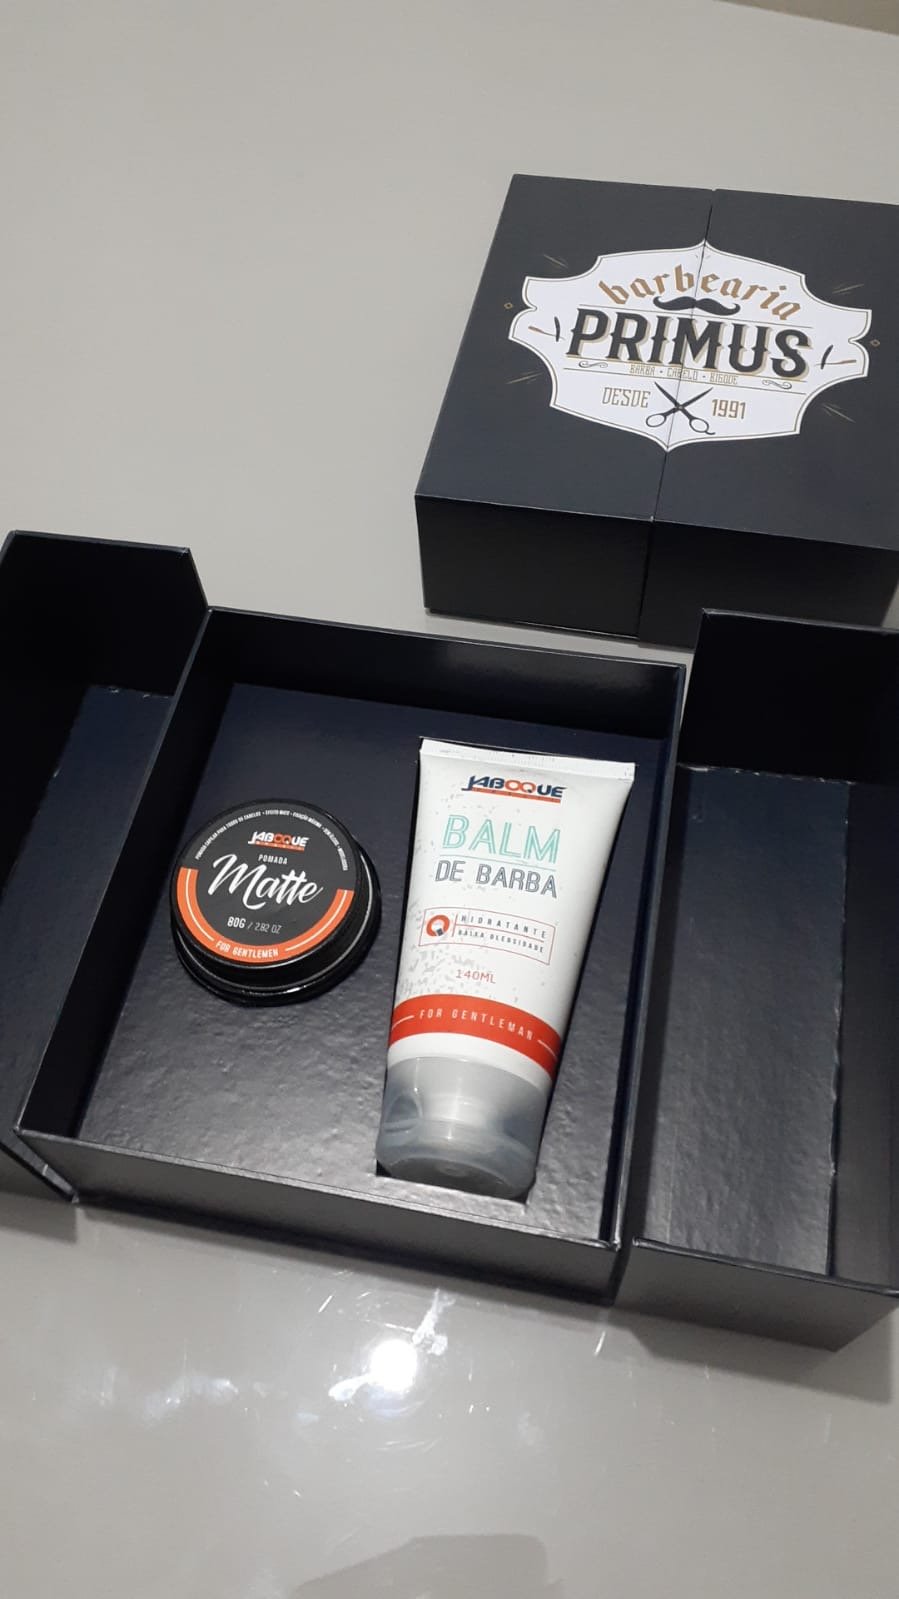 barbearia
PRIMUS
BARBA • CABELO • BIGODE
DESDE 1991
JABOQUE
POMADA
Matte
80G / 2.82 OZ
FOR GENTLEMEN
JABOQUE
BALM
DE BARBA
HIDRATANTE
BAIXA OLEOSIDADE
140ML
FOR GENTLEMAN